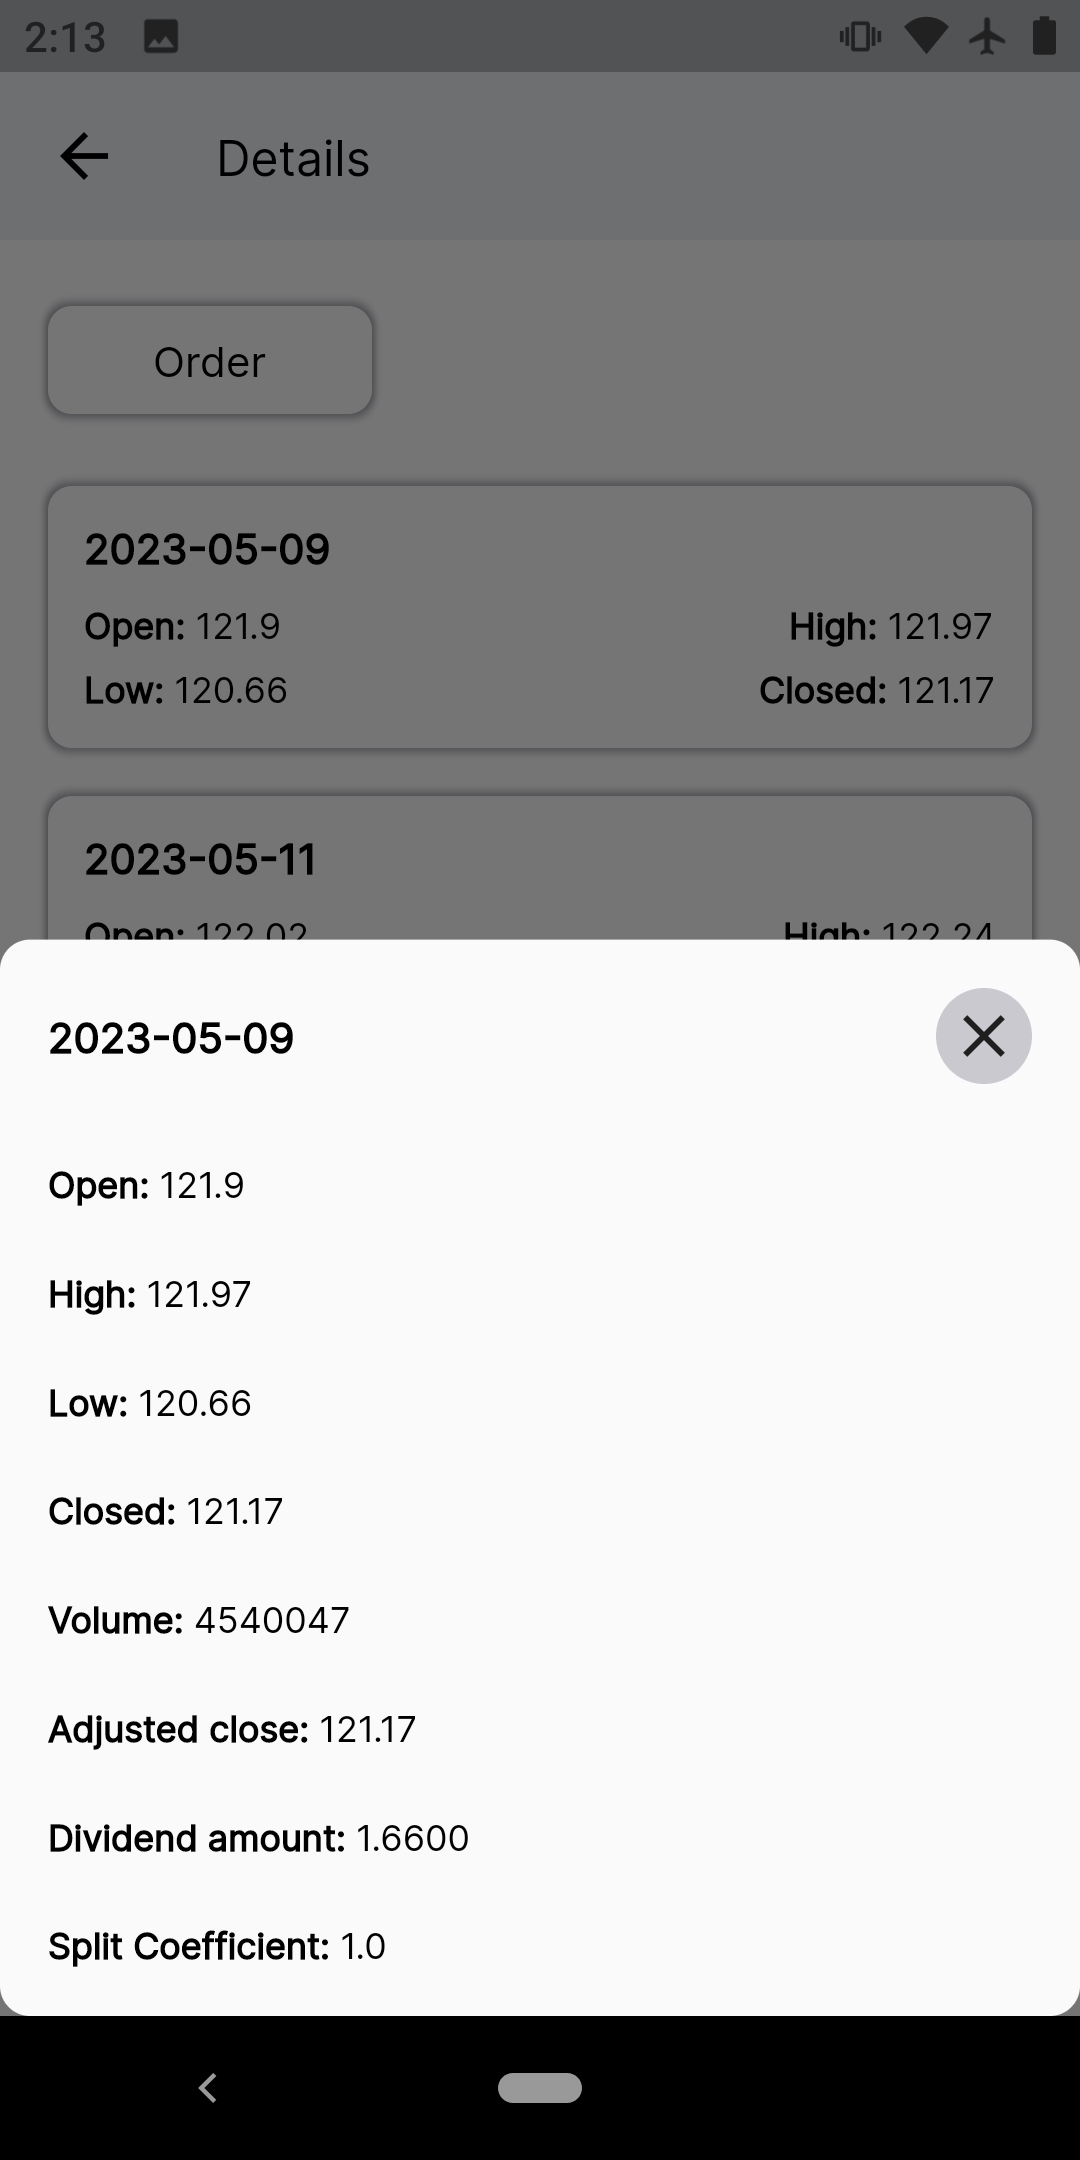 2:13
Details
Order
2023-05-09
Open: 121.9 High: 121.97
Low: 120.66 Closed: 121.17
2023-05-11
Open: 122.02 High: 122.24
2023-05-09
Open: 121.9
High: 121.97
Low: 120.66
Closed: 121.17
Volume: 4540047
Adjusted close: 121.17
Dividend amount: 1.6600
Split Coefficient: 1.0